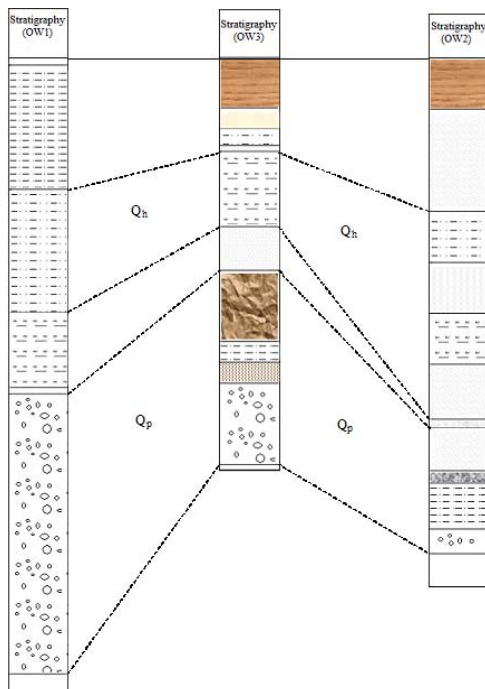 Stratigraphy
(OW1)
Stratigraphy
(OW3)
Stratigraphy
(OW2)
Qh
Qh
Qp
Qp